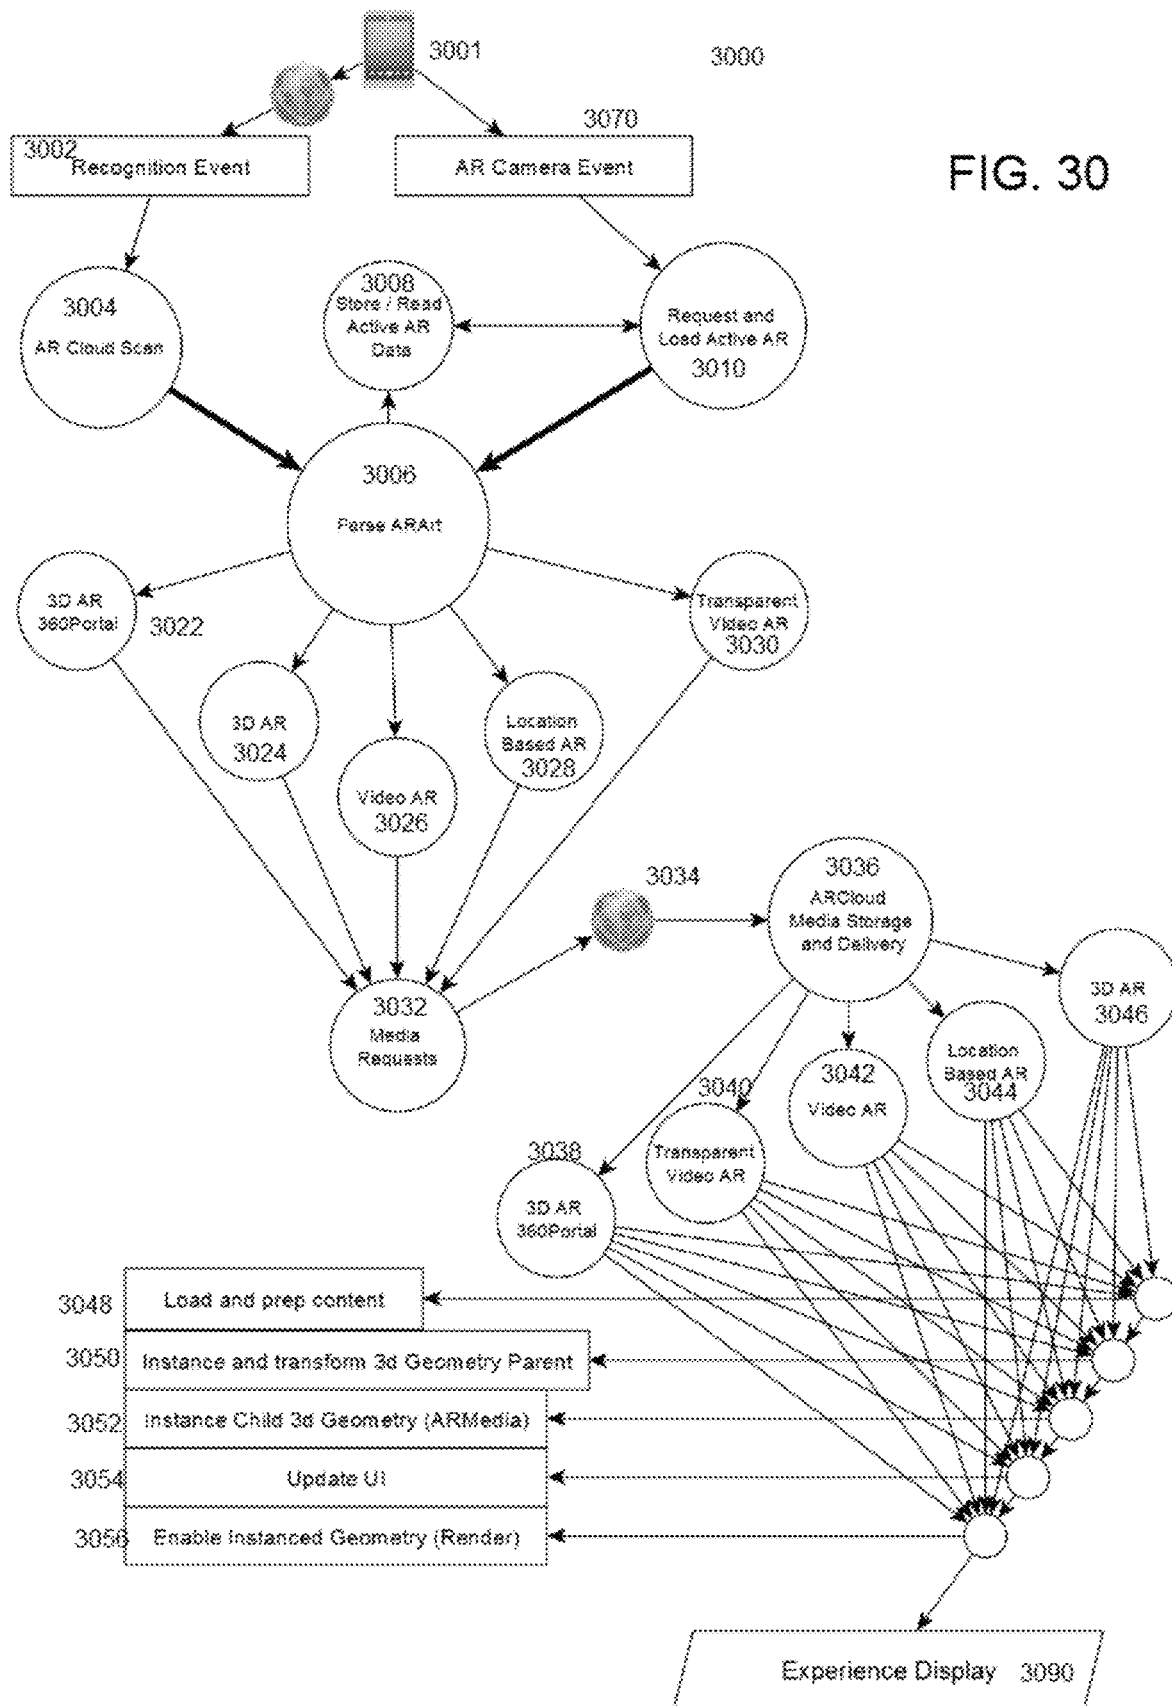 3001
3000
3002
Recognition Event
3070
AR Camera Event
FIG. 30
3004
AR Cloud Scan
3008
Store / Read
Active AR
Data
Request and
Load Active AR
3010
3006
Parse ARArt
3D AR
360Portal
3022
3D AR
3024
Video AR
3026
Location
Based AR
3028
Transparent
Video AR
3030
3032
Media
Requests
3034
3036
ARCloud
Media Storage
and Delivery
3D AR
3046
Location
Based AR
3044
3042
Video AR
3040
Transparent
Video AR
3038
3D AR
360Portal
3048
Load and prep content
3050
Instance and transform 3d Geometry Parent
3052
Instance Child 3d Geometry (ARMedia)
3054
Update UI
3056
Enable Instanced Geometry (Render)
Experience Display 3090